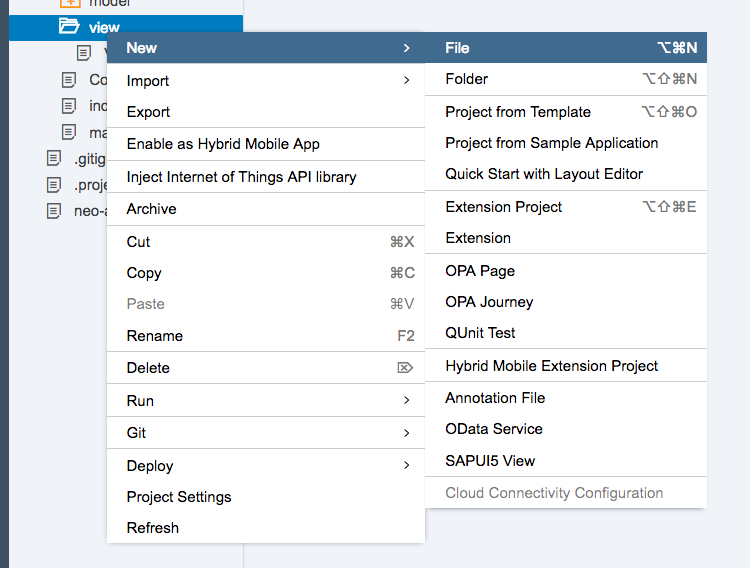 model
view
New >
Import >
Export
Enable as Hybrid Mobile App
Inject Internet of Things API library
Archive
Cut ⌘X
Copy ⌘C
Paste ⌘V
Rename F2
Delete ⌦
Run >
Git >
Deploy >
Project Settings
Refresh
File ⌥⌘N
Folder ⌥⇧⌘N
Project from Template ⌥⇧⌘O
Project from Sample Application
Quick Start with Layout Editor
Extension Project ⌥⇧⌘E
Extension
OPA Page
OPA Journey
QUnit Test
Hybrid Mobile Extension Project
Annotation File
OData Service
SAPUI5 View
Cloud Connectivity Configuration
Co
ind
ma
.gitig
.proje
neo-a